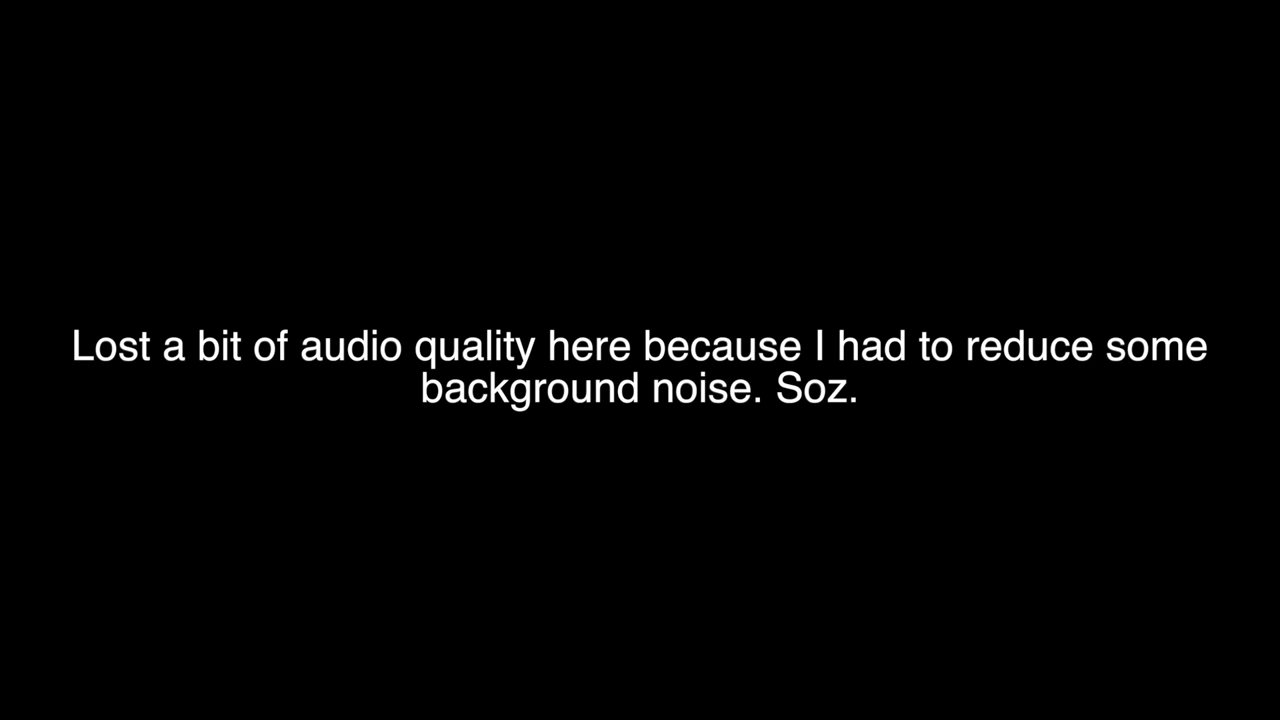 Lost a bit of audio quality here because I had to reduce some
background noise. Soz.